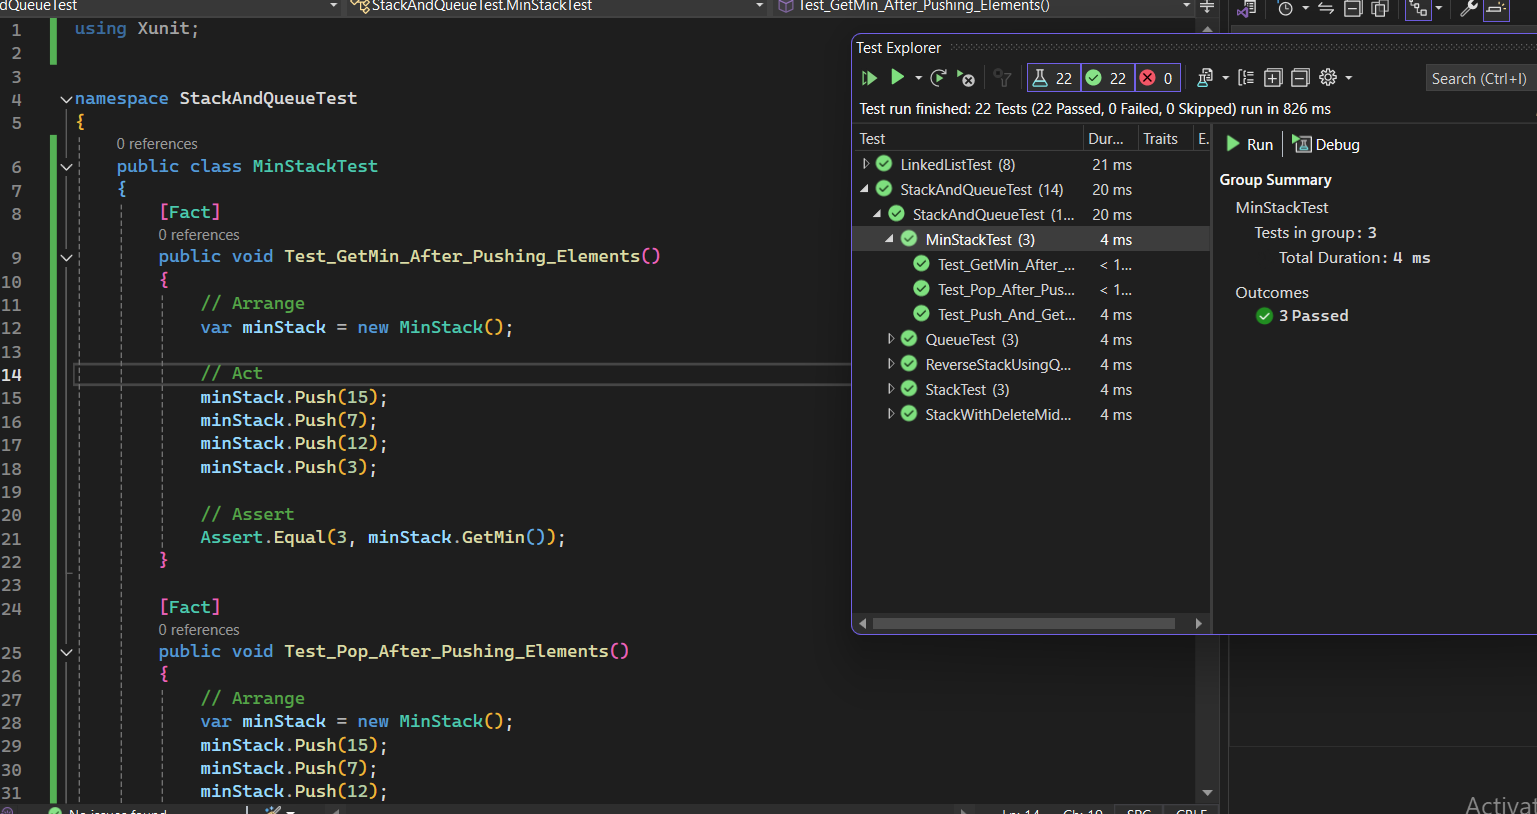 dQueueTest
StackAndQueueTest.MinStackTest
Test_GetMin_After_Pushing_Elements()
1 using Xunit;
2
3
4 namespace StackAndQueueTest
5 {
0 references
6 public class MinStackTest
7 {
8 [Fact]
0 references
9 public void Test_GetMin_After_Pushing_Elements()
10 {
11 // Arrange
12 var minStack = new MinStack();
13
14 // Act
15 minStack.Push(15);
16 minStack.Push(7);
17 minStack.Push(12);
18 minStack.Push(3);
19
20 // Assert
21 Assert.Equal(3, minStack.GetMin());
22 }
23
24 [Fact]
0 references
25 public void Test_Pop_After_Pushing_Elements()
26 {
27 // Arrange
28 var minStack = new MinStack();
29 minStack.Push(15);
30 minStack.Push(7);
31 minStack.Push(12);
No issues found
Ln: 14 Ch: 19 SPC CRLF
Test Explorer
22 22 0
Search (Ctrl+I)
Test run finished: 22 Tests (22 Passed, 0 Failed, 0 Skipped) run in 826 ms
Test Dur... Traits E.
LinkedListTest (8) 21 ms
StackAndQueueTest (14) 20 ms
StackAndQueueTest (1... 20 ms
MinStackTest (3) 4 ms
Test_GetMin_After_... < 1...
Test_Pop_After_Pus... < 1...
Test_Push_And_Get... 4 ms
QueueTest (3) 4 ms
ReverseStackUsingQ... 4 ms
StackTest (3) 4 ms
StackWithDeleteMid... 4 ms
Run Debug
Group Summary
MinStackTest
Tests in group: 3
Total Duration: 4 ms
Outcomes
3 Passed
Activat